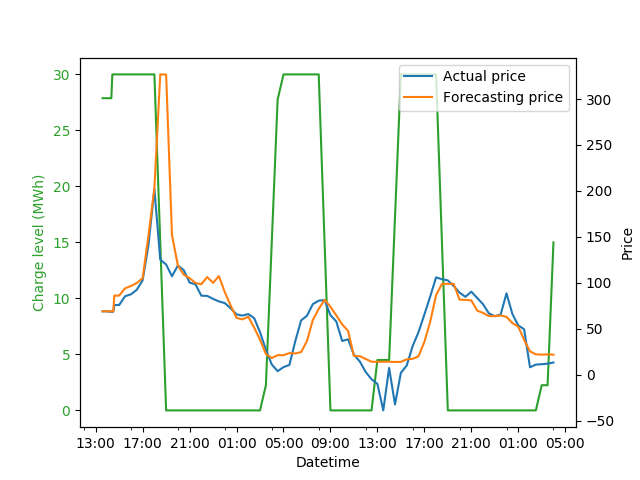 Actual price
Forecasting price
30
25
20
15
10
5
0
Charge level (MWh)
300
250
200
150
100
50
0
−50
Price
13:00 17:00 21:00 01:00 05:00 09:00 13:00 17:00 21:00 01:00 05:00
Datetime